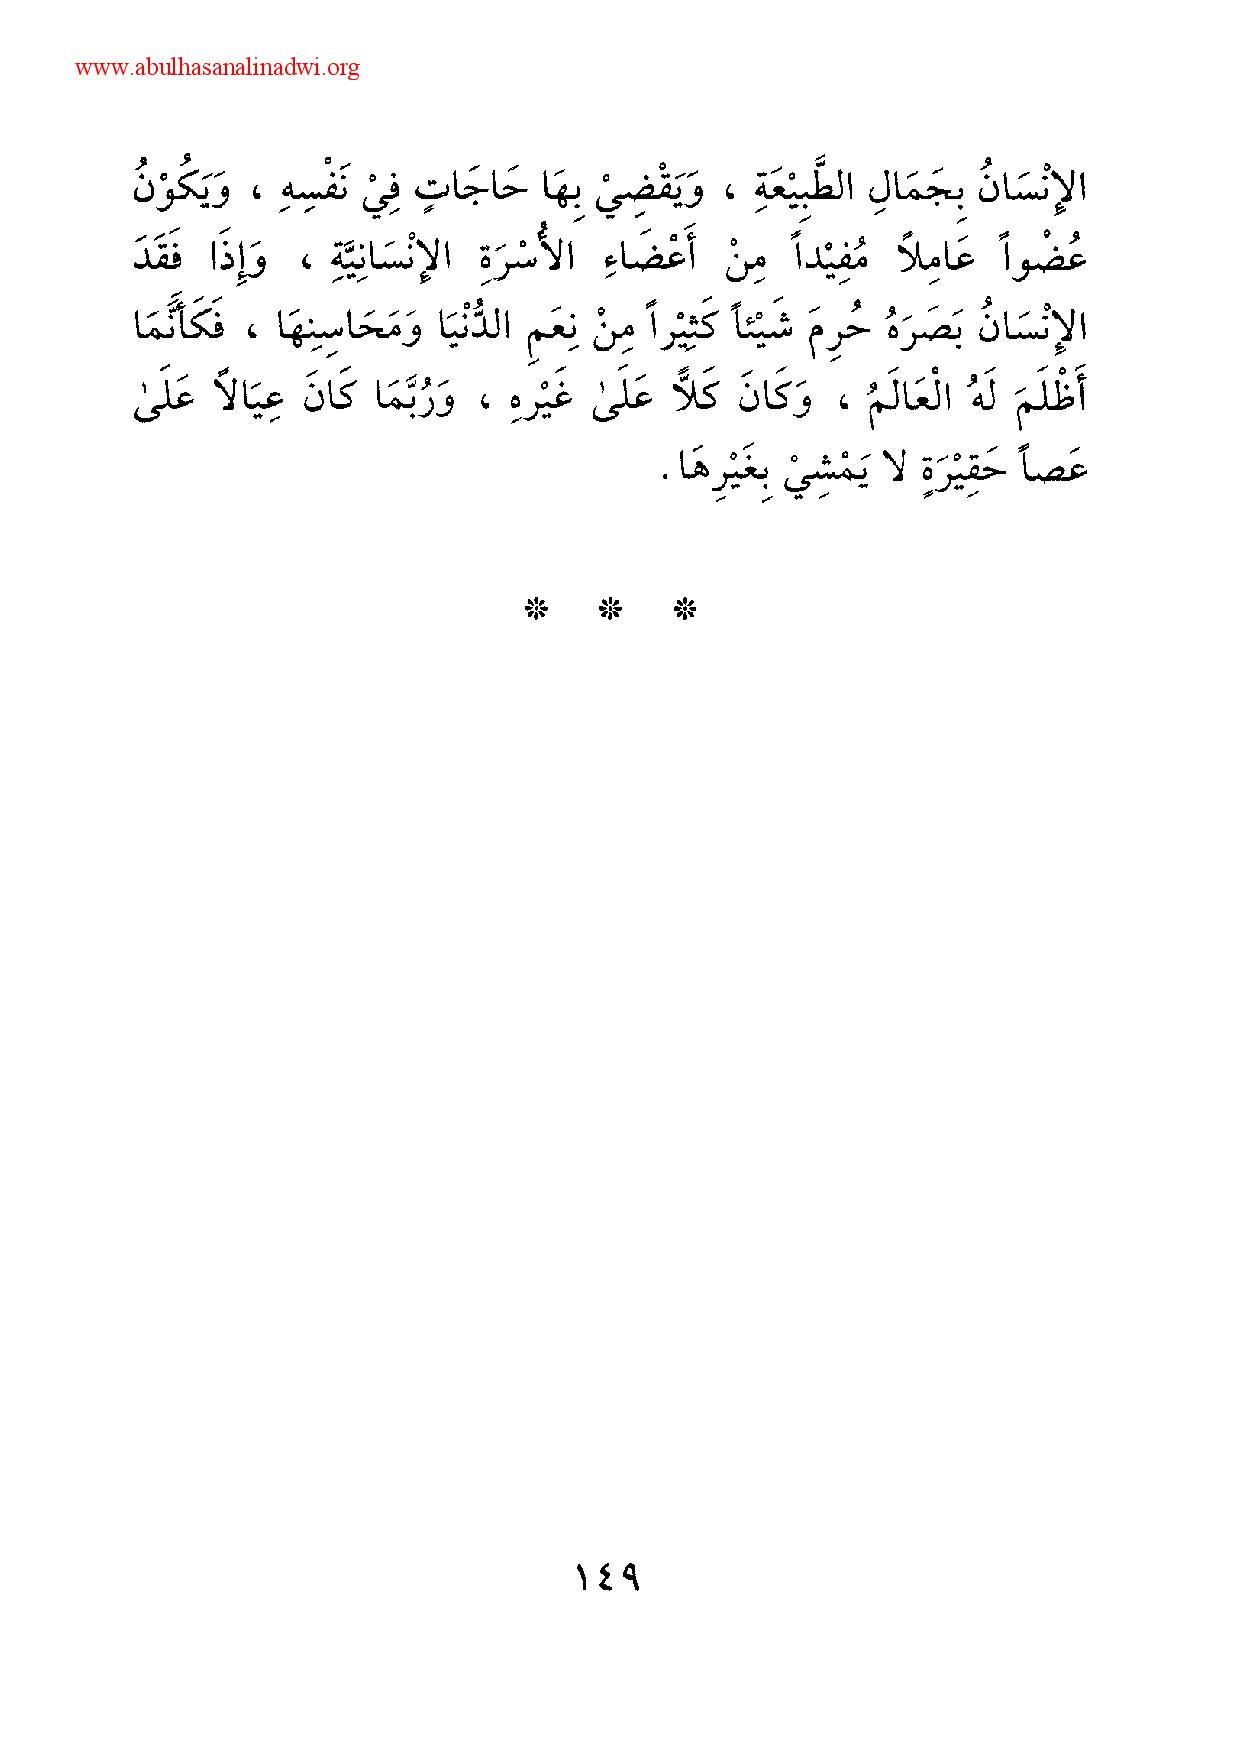 www.abulhasanalinadwi.org
الإِنْسَانُ بِجَمَالِ الطَّبِيْعَةِ ، وَيَقْضِيْ بِهَا حَاجَاتٍ فِيْ نَفْسِهِ ، وَيَكُوْنُ
عُضْواً عَامِلاً مُفِيْداً مِنْ أَعْضَاءِ الأُسْرَةِ الإِنْسَانِيَّةِ ، وَإِذَا فَقَدَ
الإِنْسَانُ بَصَرَهُ حُرِمَ شَيْئاً كَثِيْراً مِنْ نِعَمِ الدُّنْيَا وَمَحَاسِنِهَا ، فَكَأَنَّمَا
أَظْلَمَ لَهُ الْعَالَمُ ، وَكَانَ كَلاًّ عَلَىٰ غَيْرِهِ ، وَرُبَّمَا كَانَ عِيَالاً عَلَىٰ
عَصاً حَقِيْرَةٍ لا يَمْشِيْ بِغَيْرِهَا .
❊ ❊ ❊
١٤٩